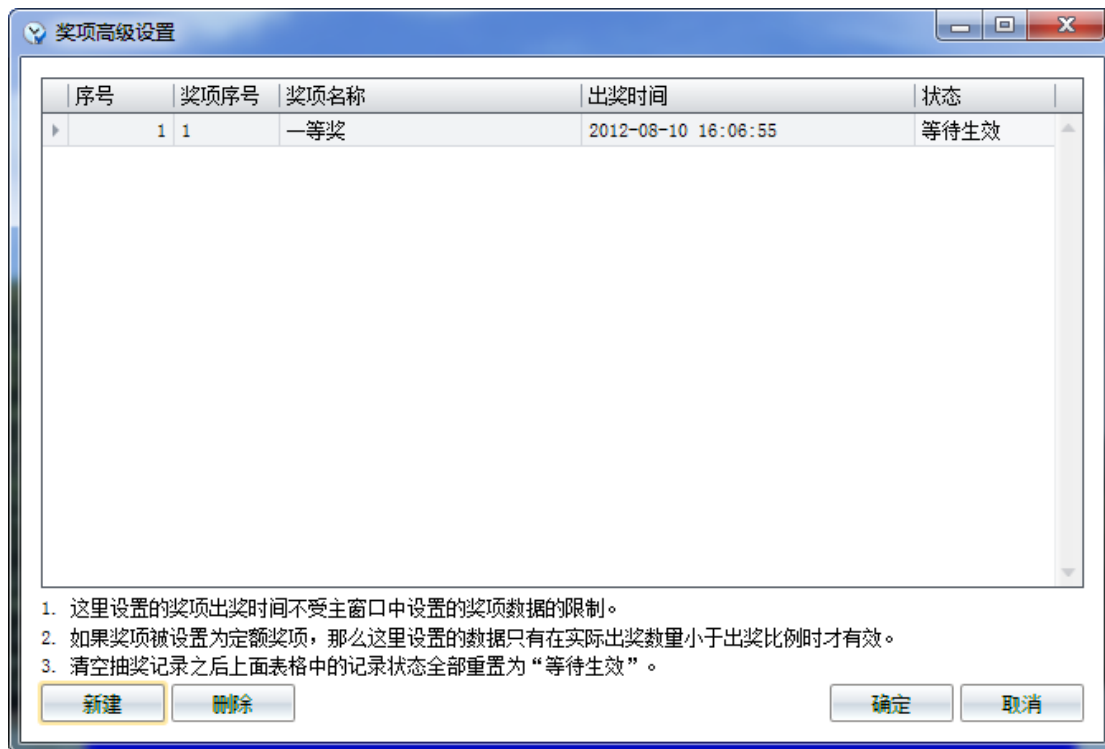 奖项高级设置
序号 奖项序号 奖项名称 出奖时间 状态
1 1 一等奖 2012-08-10 16:06:55 等待生效
1. 这里设置的奖项出奖时间不受主窗口中设置的奖项数据的限制。
2. 如果奖项被设置为定额奖项，那么这里设置的数据只有在实际出奖数量小于出奖比例时才有效。
3. 清空抽奖记录之后上面表格中的记录状态全部重置为“等待生效”。
新建 删除 确定 取消